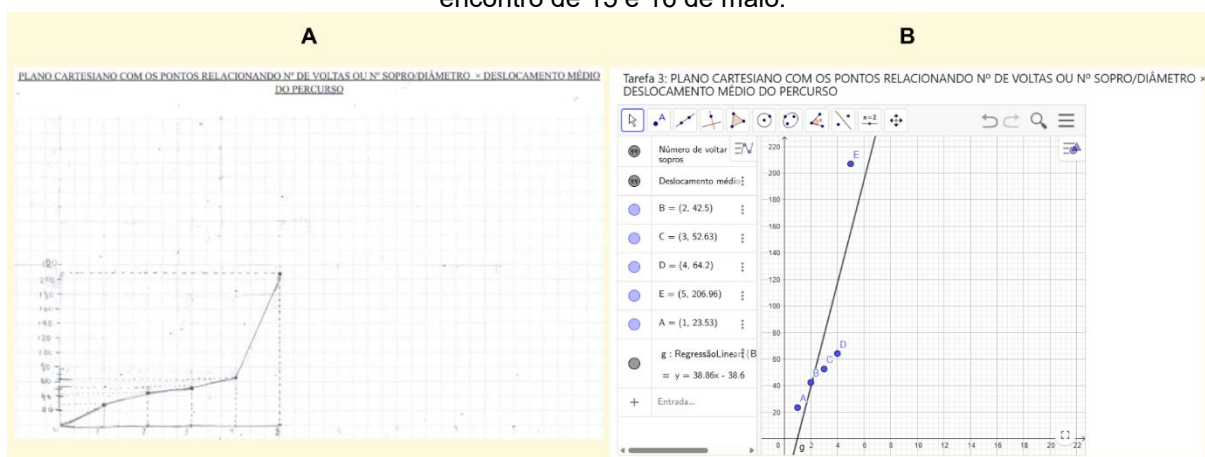 encontro de 15 e 16 de maio.
A
B
PLANO CARTESIANO COM OS PONTOS RELACIONANDO Nº DE VOLTAS OU Nº SOPRO/DIÂMETRO × DESLOCAMENTO MÉDIO
DO PERCURSO
Tarefa 3: PLANO CARTESIANO COM OS PONTOS RELACIONANDO Nº DE VOLTAS OU Nº SOPRO/DIÂMETRO ×
DESLOCAMENTO MÉDIO DO PERCURSO
A
a=2
Número de voltar
sopros
Deslocamento médio
B = (2, 42.5)
C = (3, 52.63)
D = (4, 64.2)
E = (5, 206.96)
A = (1, 23.53)
g : RegressãoLinear (B
= y = 38.86x - 38.6
+ Entrada...
220
200
180
160
140
120
100
80
60
40
20
0 2 4 6 8 10 12 14 16 18 20 22
A
B
C
D
E
g